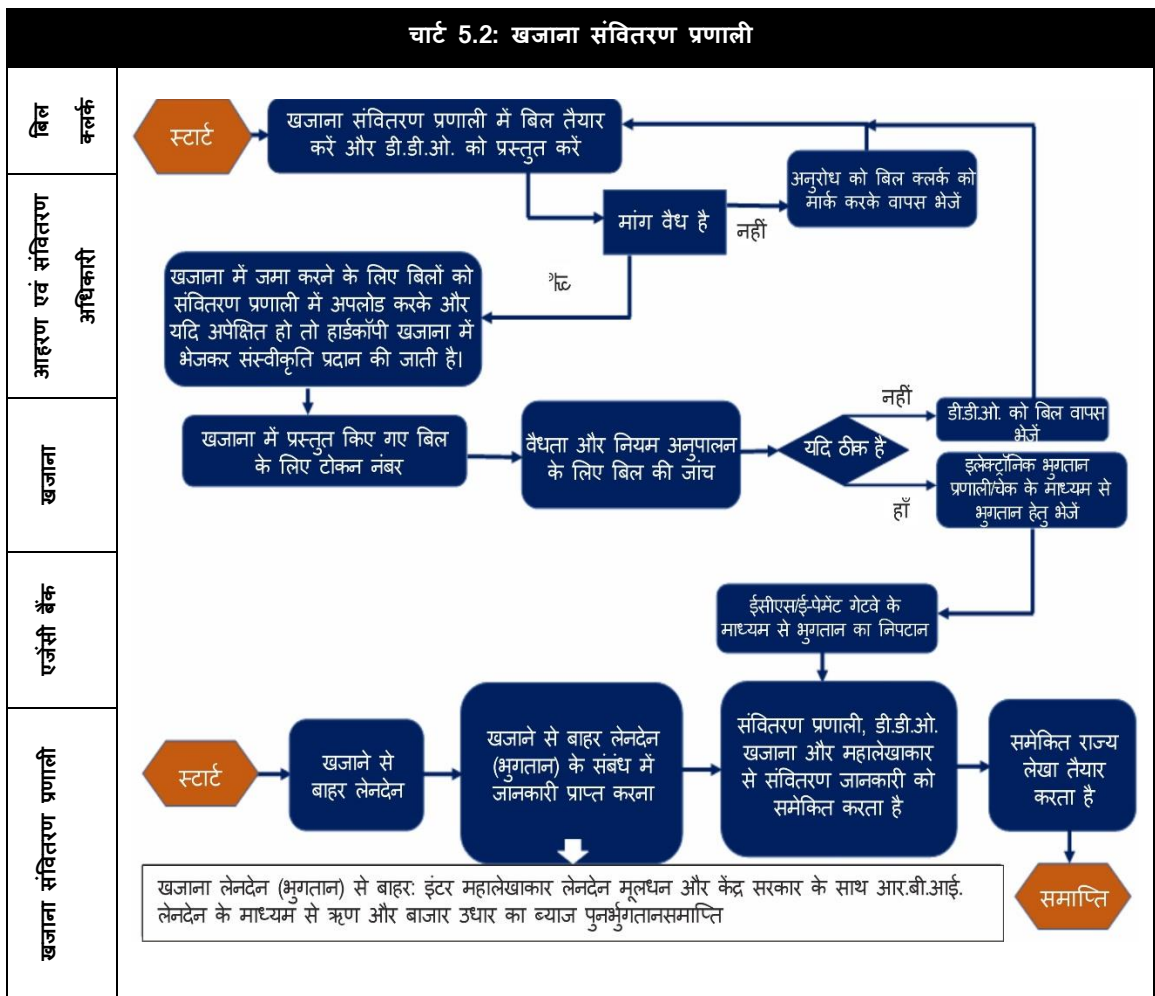 चार्ट 5.2: खजाना संवितरण प्रणाली
बिल
क्लर्क
स्टार्ट
खजाना संवितरण प्रणाली में बिल तैयार
करें और डी.डी.ओ. को प्रस्तुत करें
आहरण एवं संवितरण
अधिकारी
मांग वैध है
नहीं
अनुरोध को बिल क्लर्क को
मार्क करके वापस भेजें
हाँ
खजाना में जमा करने के लिए बिलों को
संवितरण प्रणाली में अपलोड करके और
यदि अपेक्षित हो तो हार्डकॉपी खजाना में
भेजकर संस्वीकृति प्रदान की जाती है।
खजाना
खजाना में प्रस्तुत किए गए बिल
के लिए टोकन नंबर
वैधता और नियम अनुपालन
के लिए बिल की जांच
यदि ठीक है
नहीं
डी.डी.ओ. को बिल वापस
भेजें
हाँ
इलेक्ट्रॉनिक भुगतान
प्रणाली/चेक के माध्यम से
भुगतान हेतु भेजें
एजेंसी बैंक
ईसीएस/ई-पेमेंट गेटवे के
माध्यम से भुगतान का निपटान
खजाना संवितरण प्रणाली
स्टार्ट
खजाने से
बाहर लेनदेन
खजाने से बाहर लेनदेन
(भुगतान) के संबंध में
जानकारी प्राप्त करना
संवितरण प्रणाली, डी.डी.ओ.
खजाना और महालेखाकार
से संवितरण जानकारी को
समेकित करता है
समेकित राज्य
लेखा तैयार
करता है
समाप्ति
खजाना लेनदेन (भुगतान) से बाहर: इंटर महालेखाकार लेनदेन मूलधन और केंद्र सरकार के साथ आर.बी.आई.
लेनदेन के माध्यम से ऋण और बाजार उधार का ब्याज पुनर्भुगतानसमाप्ति